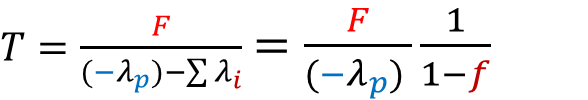 T = F / ((−λ_p)−∑ λ_i) = F / (−λ_p) 1 / (1−f)